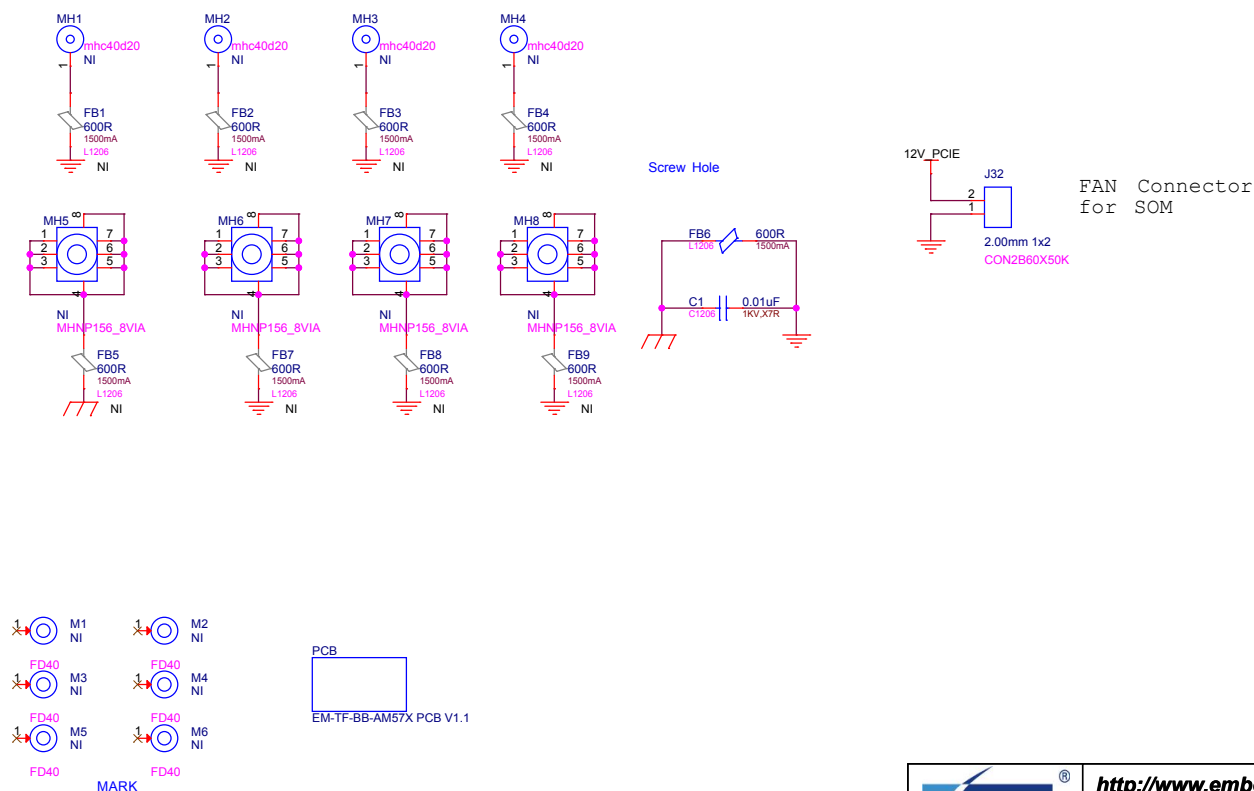 MH1
mhc40d20
NI
1
FB1
600R
1500mA
L1206
NI
MH2
mhc40d20
NI
1
FB2
600R
1500mA
L1206
NI
MH3
mhc40d20
NI
1
FB3
600R
1500mA
L1206
NI
MH4
mhc40d20
NI
1
FB4
600R
1500mA
L1206
NI
Screw Hole
12V_PCIE
J32
2
1
2.00mm 1x2
CON2B60X50K
FAN Connector
for SOM
MH5
8
1
2
3
7
6
5
4
NI
MHNP156_8VIA
FB5
600R
1500mA
L1206
NI
MH6
8
1
2
3
7
6
5
4
NI
MHNP156_8VIA
FB7
600R
1500mA
L1206
NI
MH7
8
1
2
3
7
6
5
4
NI
MHNP156_8VIA
FB8
600R
1500mA
L1206
NI
MH8
8
1
2
3
7
6
5
4
NI
MHNP156_8VIA
FB9
600R
1500mA
L1206
NI
FB6 600R
L1206 1500mA
C1 0.01uF
C1206 1KV,X7R
1 M1
NI
FD40
1 M2
NI
FD40
1 M3
NI
FD40
1 M4
NI
FD40
1 M5
NI
FD40
1 M6
NI
FD40
MARK
PCB
EM-TF-BB-AM57X PCB V1.1
®